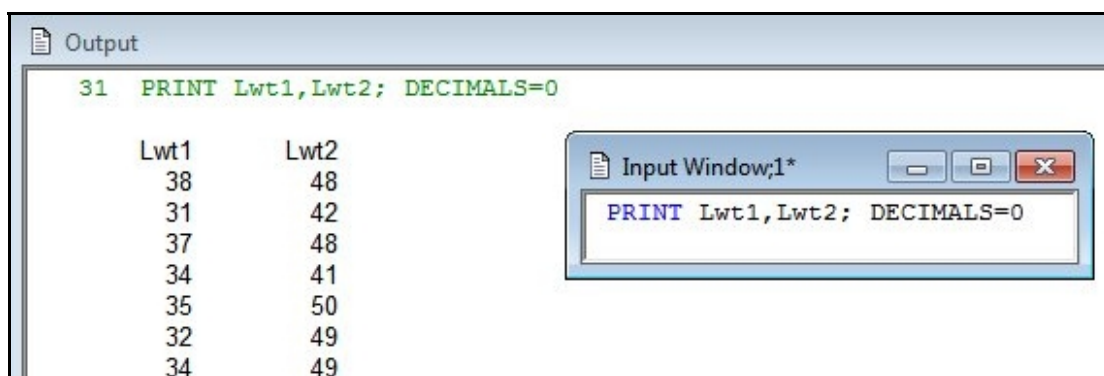 Output
31 PRINT Lwt1,Lwt2; DECIMALS=0
Lwt1 Lwt2
38 48
31 42
37 48
34 41
35 50
32 49
34 49
Input Window;1*
PRINT Lwt1,Lwt2; DECIMALS=0